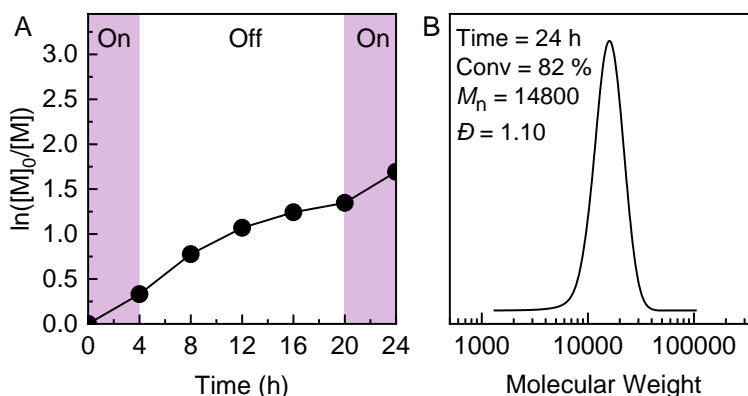 A
On
Off
On
3.0
2.5
2.0
1.5
1.0
0.5
0.0
ln([M]0/[M])
0 4 8 12 16 20 24
Time (h)
B
Time = 24 h
Conv = 82 %
Mn = 14800
Đ = 1.10
1000 10000 100000
Molecular Weight